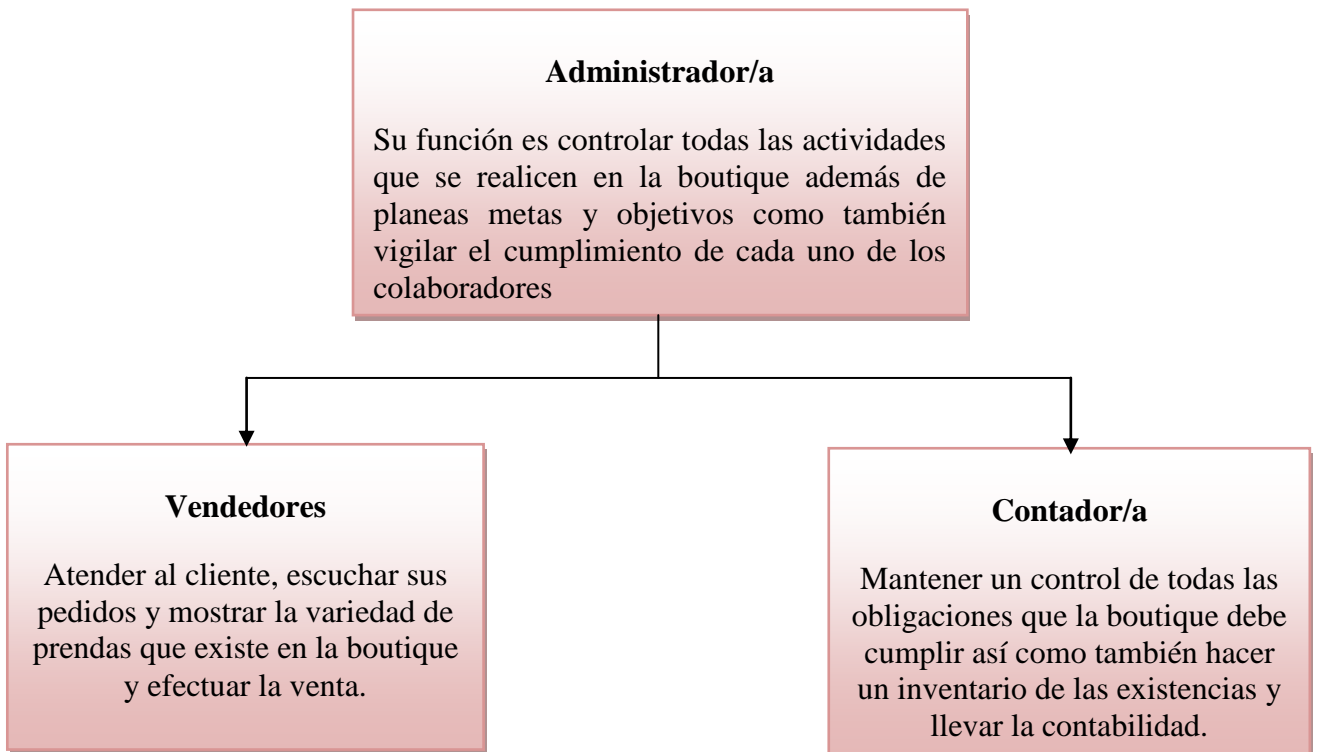 Administrador/a
Su función es controlar todas las actividades
que se realicen en la boutique además de
planeas metas y objetivos como también
vigilar el cumplimiento de cada uno de los
colaboradores
Vendedores
Atender al cliente, escuchar sus
pedidos y mostrar la variedad de
prendas que existe en la boutique
y efectuar la venta.
Contador/a
Mantener un control de todas las
obligaciones que la boutique debe
cumplir así como también hacer
un inventario de las existencias y
llevar la contabilidad.